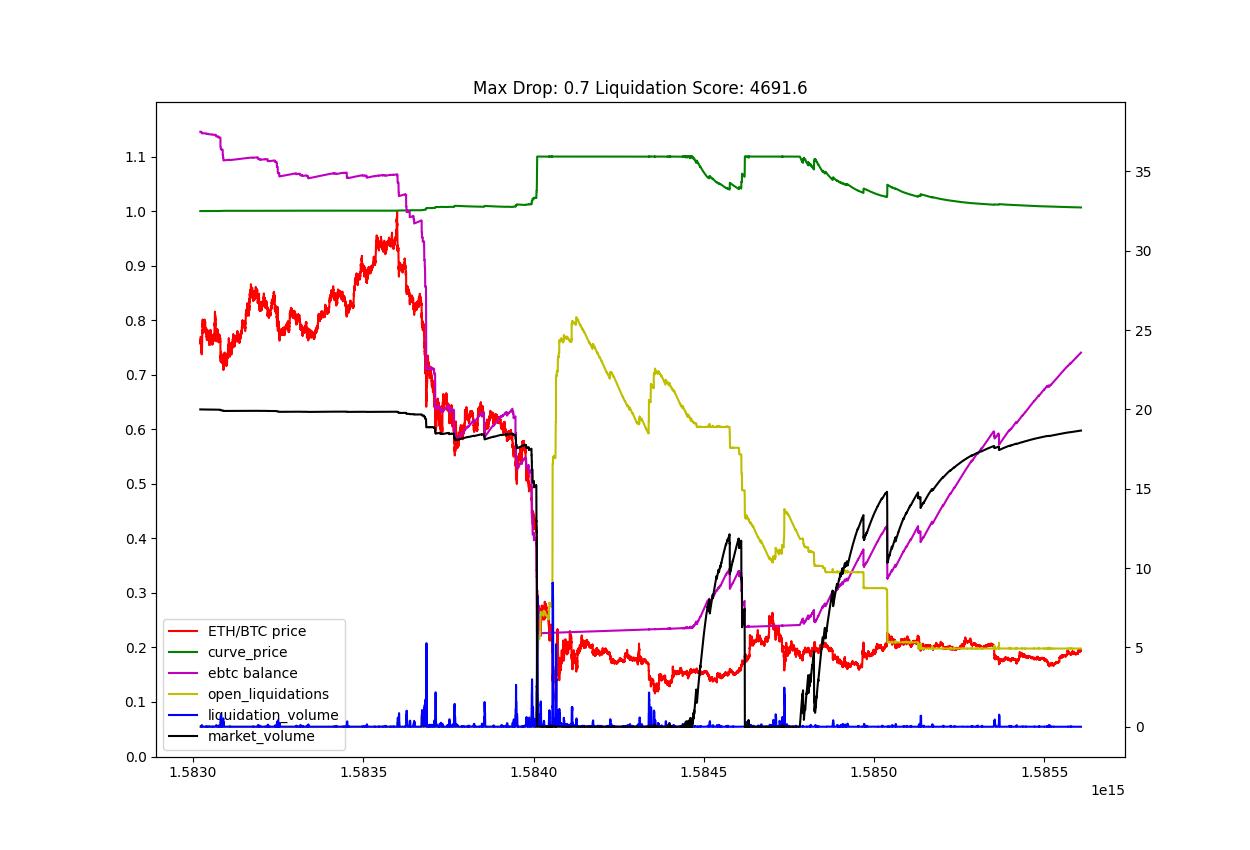 Max Drop: 0.7 Liquidation Score: 4691.6
1.1
1.0
0.9
0.8
0.7
0.6
0.5
0.4
0.3
0.2
0.1
0.0
35
30
25
20
15
10
5
0
ETH/BTC price
curve_price
ebtc balance
open_liquidations
liquidation_volume
market_volume
1.5830 1.5835 1.5840 1.5845 1.5850 1.5855
1e15